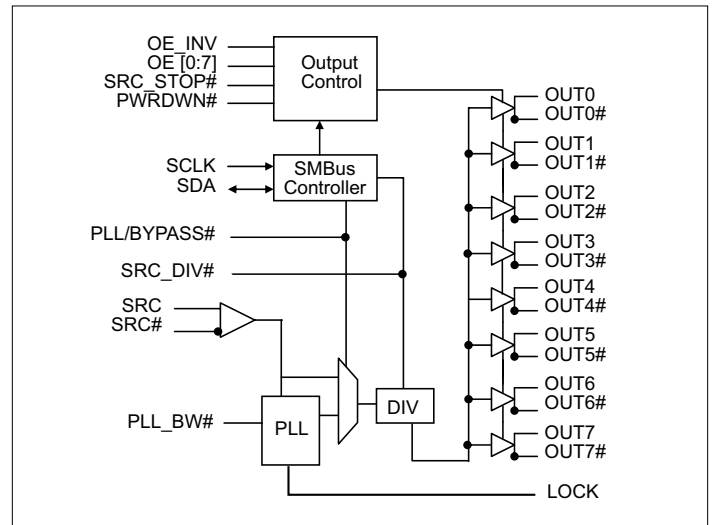 OE_INV
OE [0:7]
SRC_STOP#
PWRDWN#
Output
Control
SCLK
SDA
SMBus
Controller
PLL/BYPASS#
SRC_DIV#
SRC
SRC#
PLL_BW#
PLL
DIV
OUT0
OUT0#
OUT1
OUT1#
OUT2
OUT2#
OUT3
OUT3#
OUT4
OUT4#
OUT5
OUT5#
OUT6
OUT6#
OUT7
OUT7#
LOCK